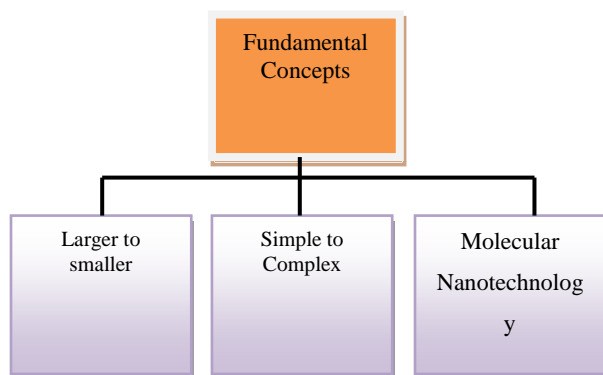 Fundamental
Concepts
Larger to
smaller
Simple to
Complex
Molecular
Nanotechnolog
y